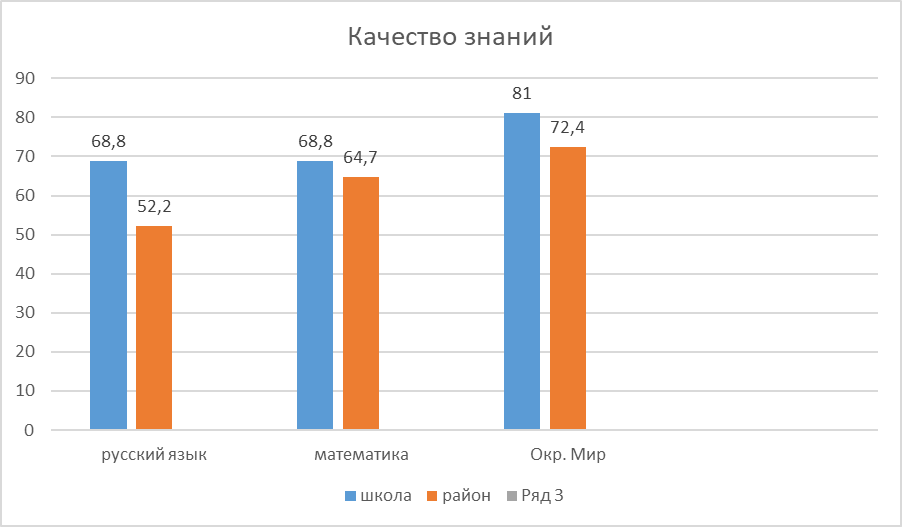 Качество знаний
90
80
70
60
50
40
30
20
10
0
68,8
52,2
68,8
64,7
81
72,4
русский язык
математика
Окр. Мир
школа
район
Ряд 3